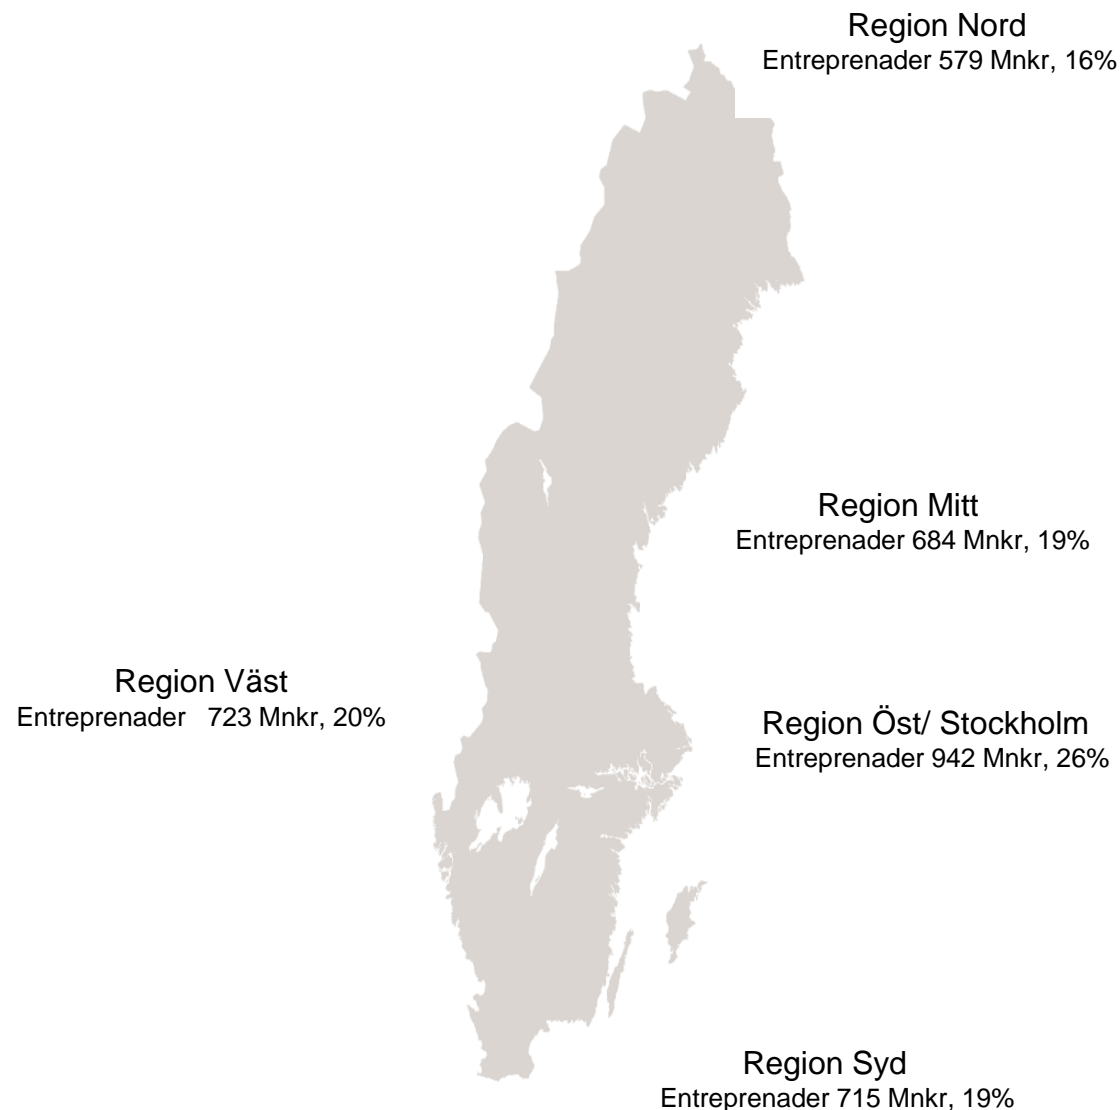 Region Nord
Entreprenader 579 Mnkr, 16%
Region Mitt
Entreprenader 684 Mnkr, 19%
Region Väst
Entreprenader   723 Mnkr, 20%
Region Öst/ Stockholm
Entreprenader 942 Mnkr, 26%
Region Syd
Entreprenader 715 Mnkr, 19%